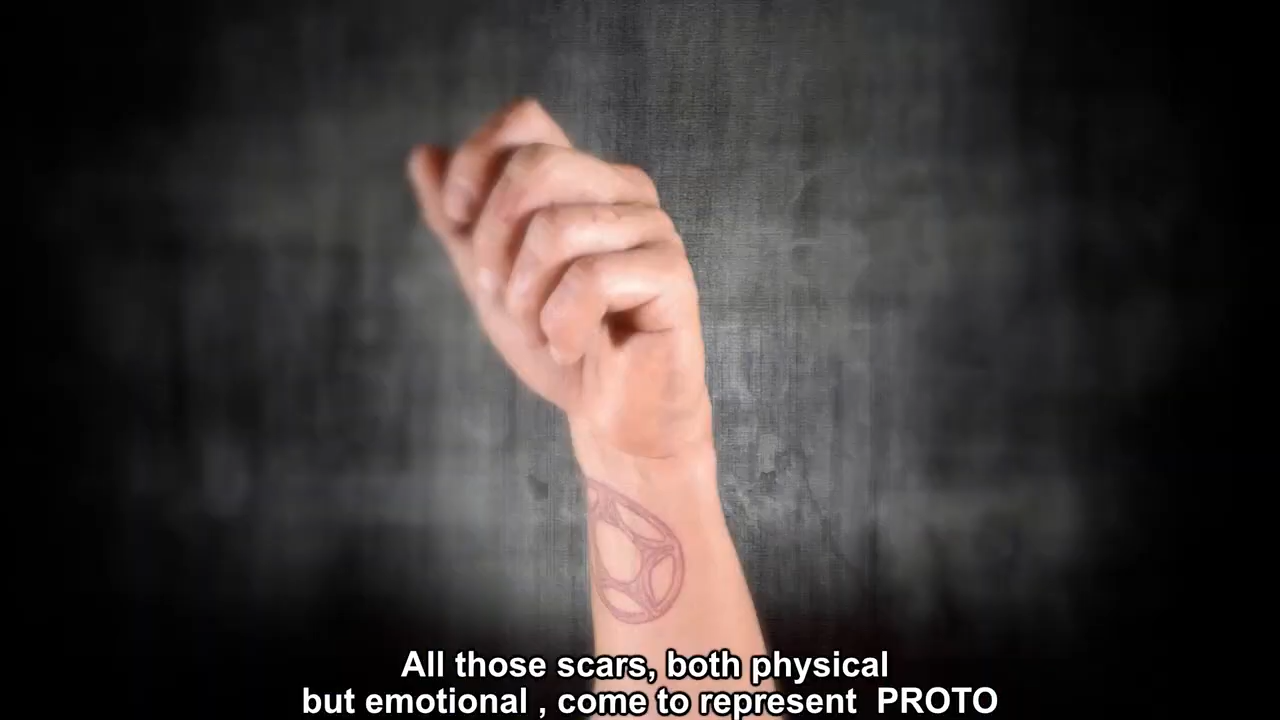 All those scars, both physical
but emotional , come to represent  PROTO